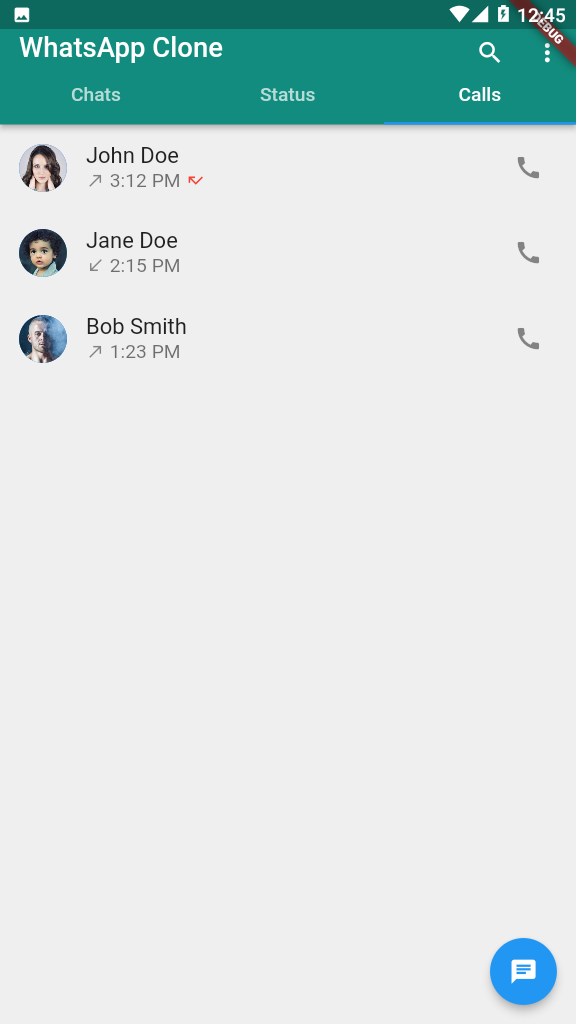 12:45
DEBUG
WhatsApp Clone
Chats Status Calls
John Doe
3:12 PM
Jane Doe
2:15 PM
Bob Smith
1:23 PM